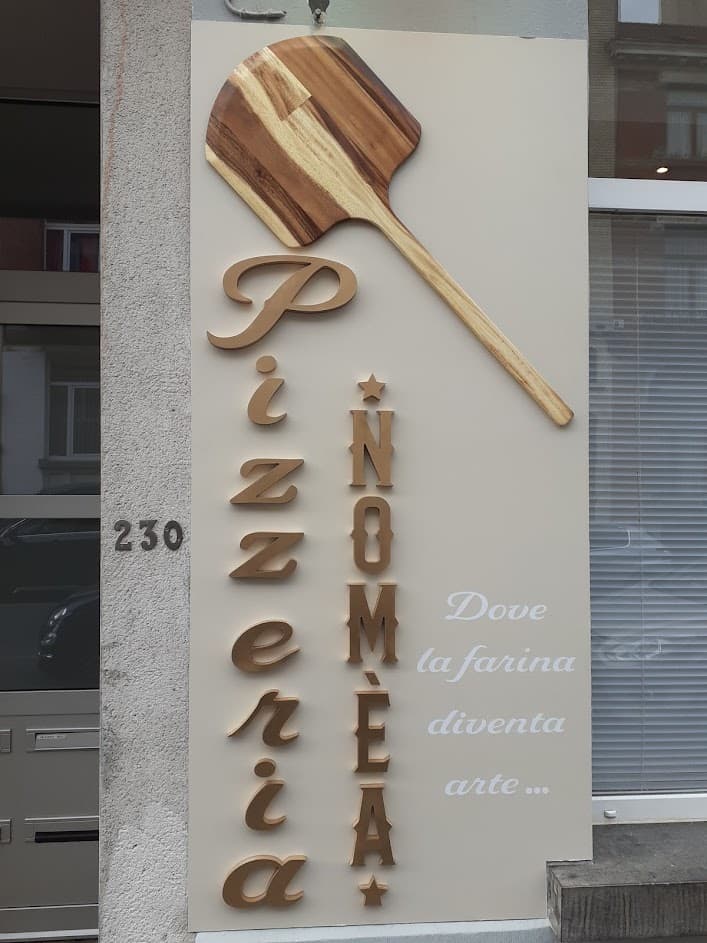 230
Pizzeria
NOMÈA
Dove
la farina
diventa
arte...